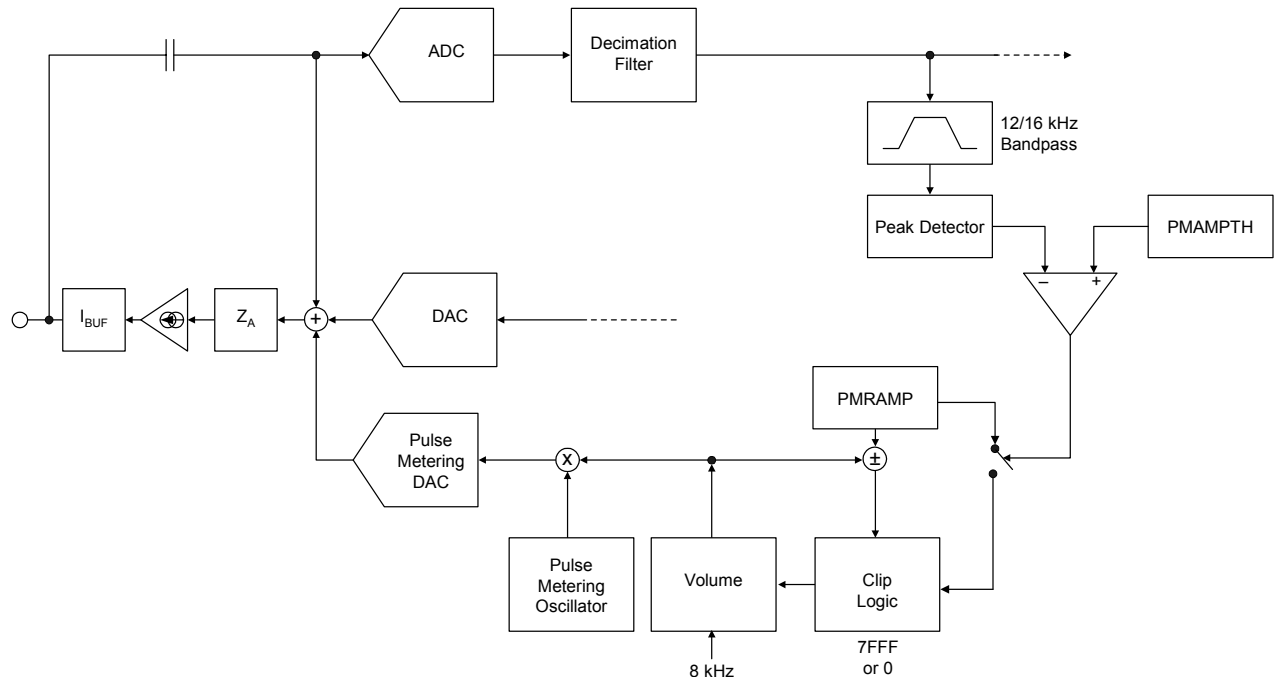 ADC
Decimation
Filter
12/16 kHz
Bandpass
Peak Detector
PMAMPTH
− +
I_BUF
Z_A
+
DAC
PMRAMP
Pulse
Metering
DAC
X
±
Pulse
Metering
Oscillator
Volume
Clip
Logic
8 kHz
7FFF
or 0